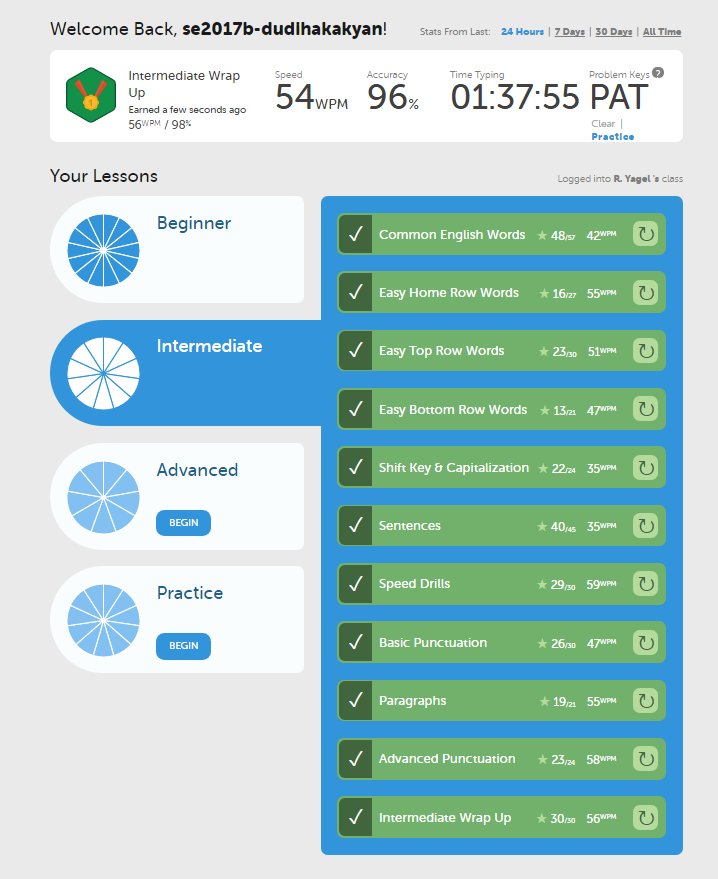 Welcome Back, se2017b-dudihakakyan!
Stats From Last: 24 Hours | 7 Days | 30 Days | All Time
Intermediate Wrap
Up
Earned a few seconds ago
56WPM / 98%
Speed
54WPM
Accuracy
96%
Time Typing
01:37:55
Problem Keys ?
PAT
Clear |
Practice
Your Lessons
Logged into R. Yagel 's class
Beginner
Intermediate
Advanced
BEGIN
Practice
BEGIN
✓ Common English Words ★ 48/57 42WPM ↻
✓ Easy Home Row Words ★ 16/27 55WPM ↻
✓ Easy Top Row Words ★ 23/30 51WPM ↻
✓ Easy Bottom Row Words ★ 13/21 47WPM ↻
✓ Shift Key & Capitalization ★ 22/24 35WPM ↻
✓ Sentences ★ 40/45 35WPM ↻
✓ Speed Drills ★ 29/30 59WPM ↻
✓ Basic Punctuation ★ 26/30 47WPM ↻
✓ Paragraphs ★ 19/21 55WPM ↻
✓ Advanced Punctuation ★ 23/24 58WPM ↻
✓ Intermediate Wrap Up ★ 30/30 56WPM ↻